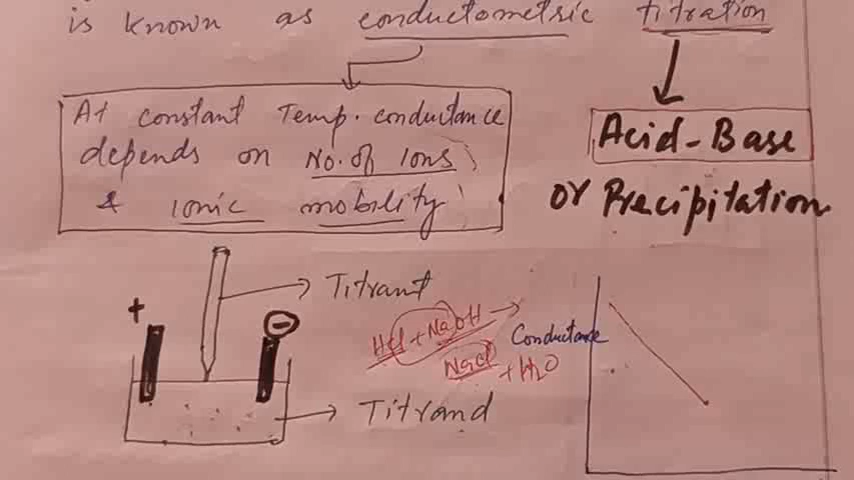 is known as conductometric titration
At constant Temp. conductance
depends on No. of Ions
& Ionic mobility
Acid-Base
or Precipitation
Titrant
+
−
HCl + NaOH →
NaCl + H2O
Conductance
Titrand